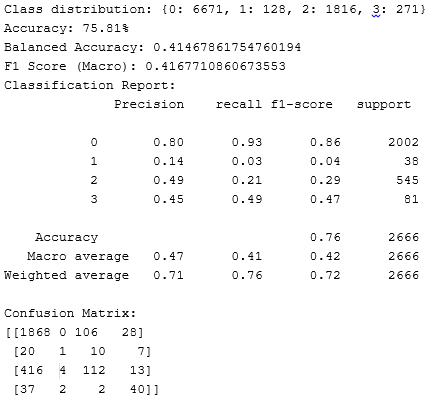 Class distribution: {0: 6671, 1: 128, 2: 1816, 3: 271}
Accuracy: 75.81%
Balanced Accuracy: 0.41467861754760194
F1 Score (Macro): 0.4167710860673553
Classification Report:
Precision recall f1-score support
0 0.80 0.93 0.86 2002
1 0.14 0.03 0.04 38
2 0.49 0.21 0.29 545
3 0.45 0.49 0.47 81
Accuracy 0.76 2666
Macro average 0.47 0.41 0.42 2666
Weighted average 0.71 0.76 0.72 2666
Confusion Matrix:
[[1868 0 106 28]
[20 1 10 7]
[416 4 112 13]
[37 2 2 40]]